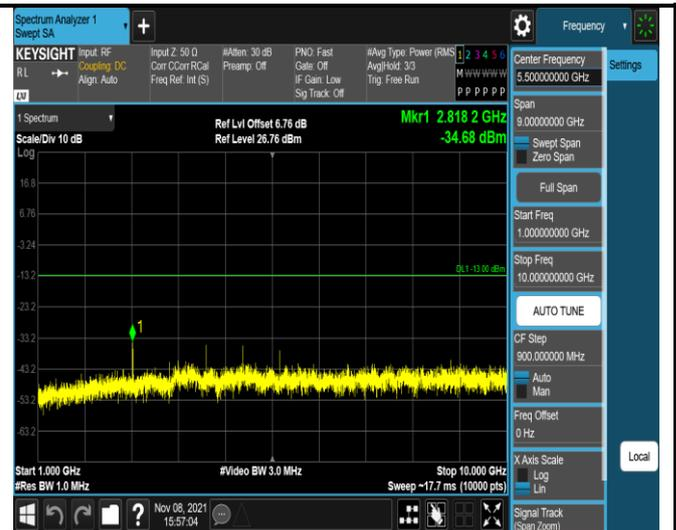 Spectrum Analyzer 1
Swept SA
Frequency
KEYSIGHT
RL
Input: RF
Coupling: DC
Align: Auto
Input Z: 50 Ω
Corr CCorr RCal
Freq Ref: Int (S)
#Atten: 30 dB
Preamp: Off
PNO: Fast
Gate: Off
IF Gain: Low
Sig Track: Off
#Avg Type: Power (RMS
Avg|Hold: 3/3
Trig: Free Run
1 2 3 4 5 6
M W W W W W
P P P P P P
LXI
1 Spectrum
Scale/Div 10 dB
Log
Ref Lvl Offset 6.76 dB
Ref Level 26.76 dBm
Mkr1 2.818 2 GHz
-34.68 dBm
16.8
6.76
-3.24
-13.2
-23.2
-33.2
-43.2
-53.2
-63.2
DL1 -13.00 dBm
1
Start 1.000 GHz
#Res BW 1.0 MHz
#Video BW 3.0 MHz
Stop 10.000 GHz
Sweep ~17.7 ms (10000 pts)
?
Nov 08, 2021
15:57:04
Center Frequency
5.500000000 GHz
Span
9.00000000 GHz
Swept Span
Zero Span
Full Span
Start Freq
1.000000000 GHz
Stop Freq
10.000000000 GHz
AUTO TUNE
CF Step
900.000000 MHz
Auto
Man
Freq Offset
0 Hz
X Axis Scale
Log
Lin
Signal Track
(Span Zoom)
Settings
Local